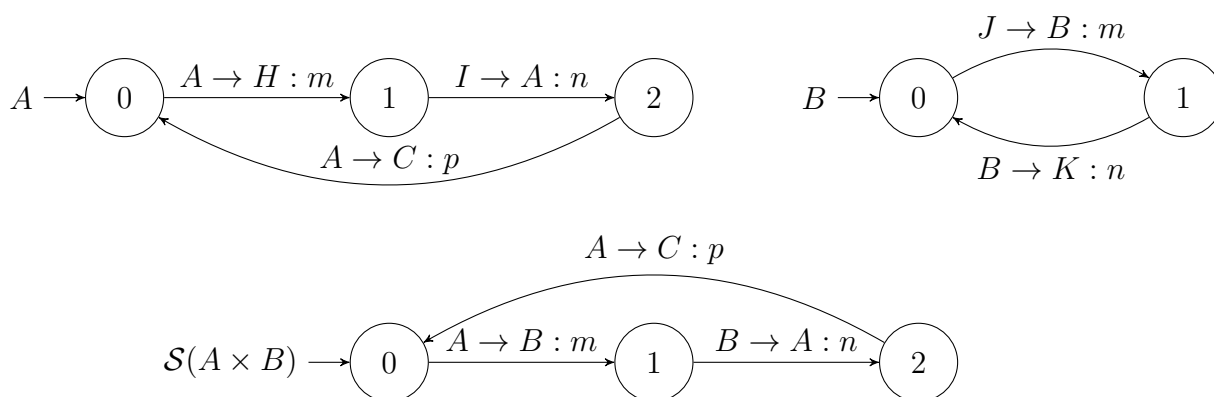 J → B : m
A → H : m I → A : n
A 0 1 2 B 0 1
A → C : p
B → K : n
A → C : p
A → B : m B → A : n
𝒮(A × B) 0 1 2